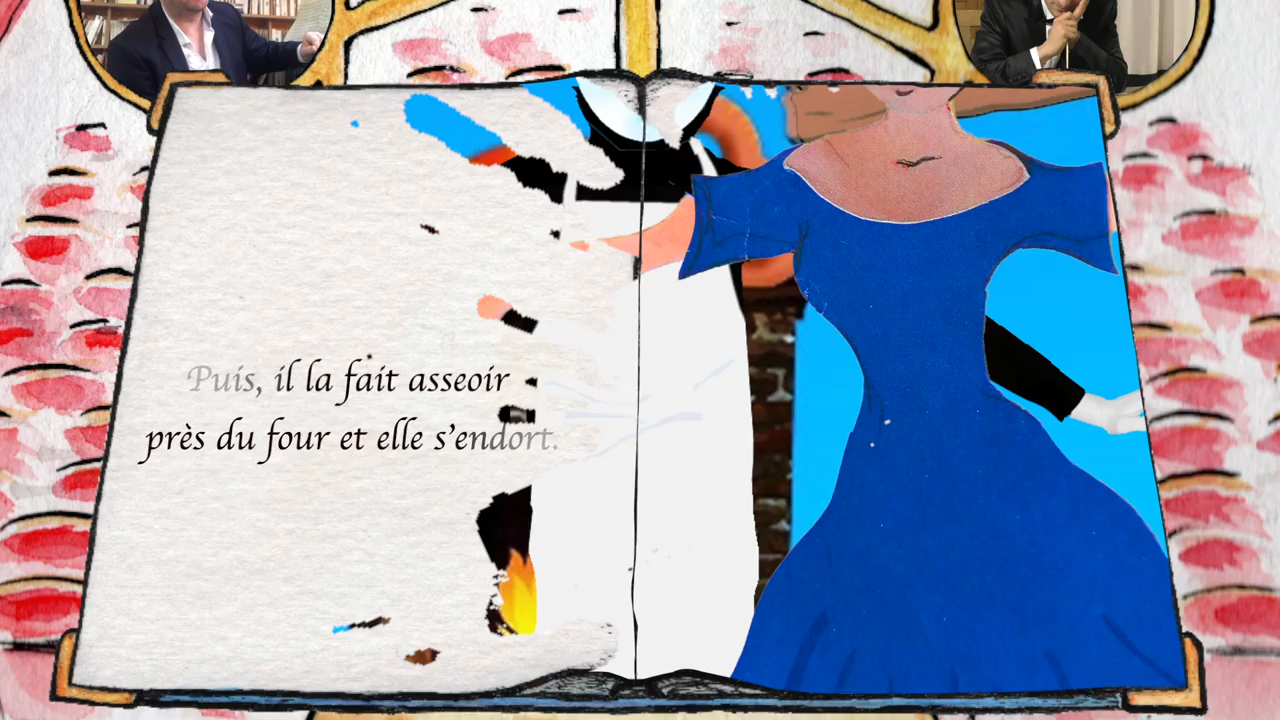 Puis, il la fait asseoir
près du four et elle s'endort.